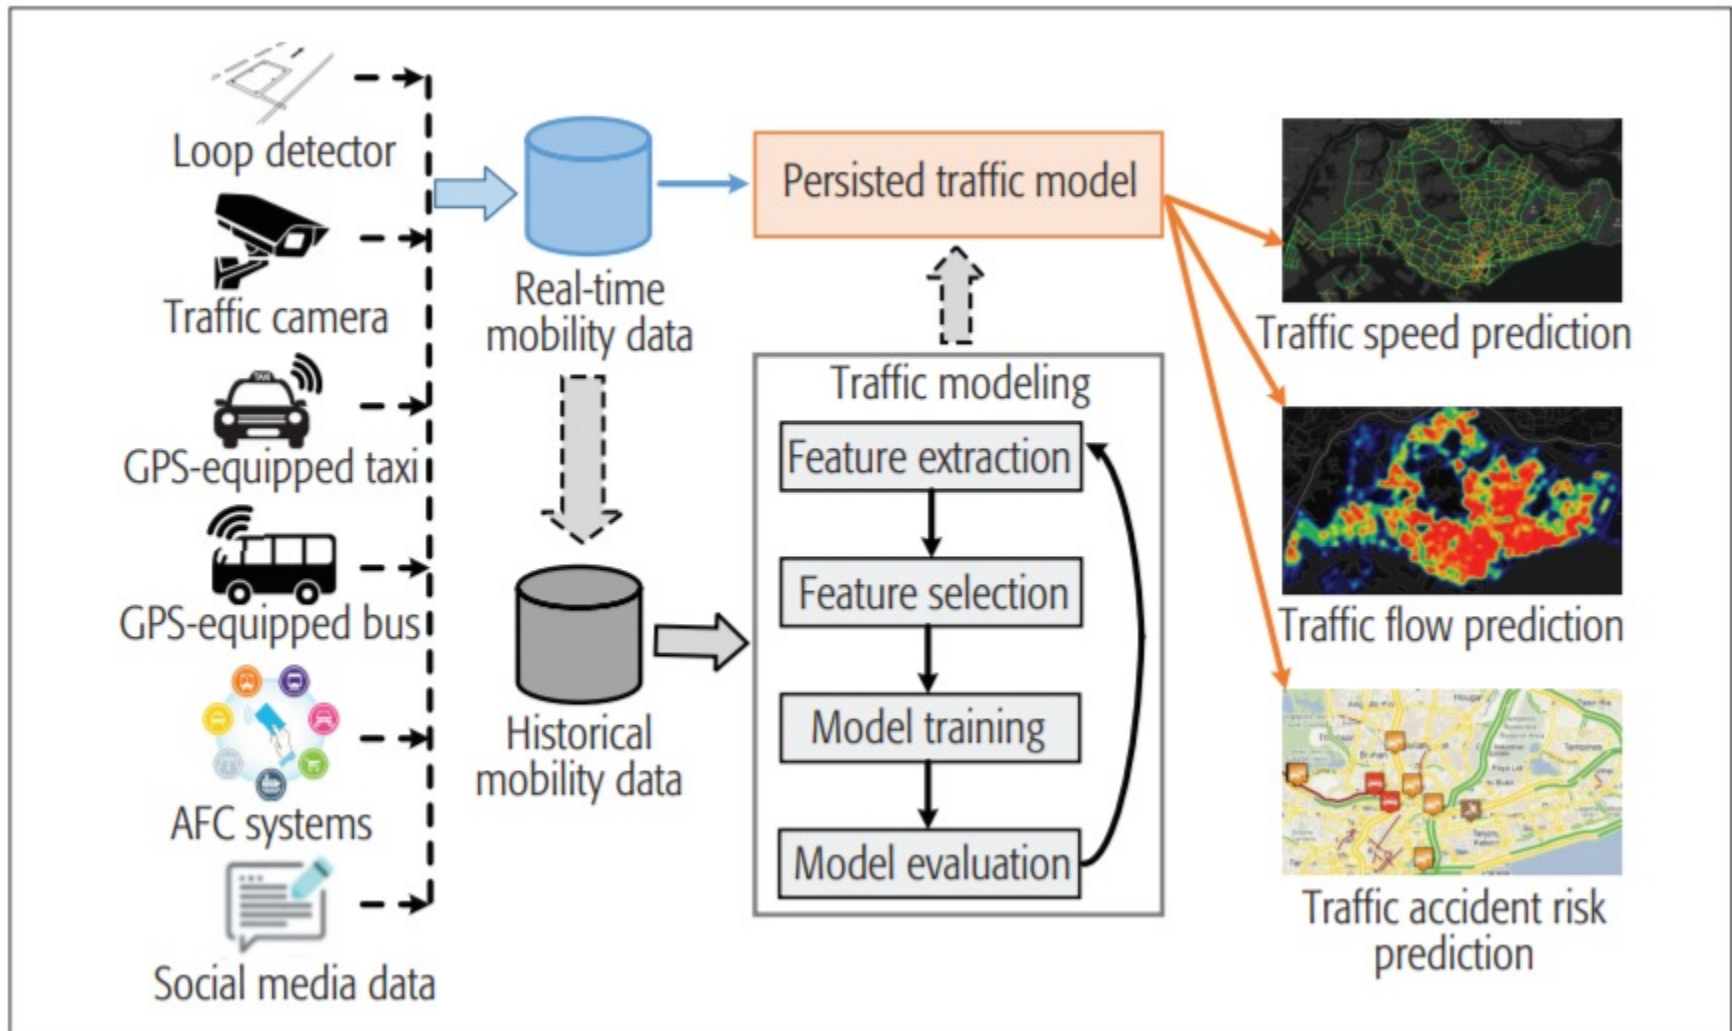 Loop detector
Traffic camera
TAXI
GPS-equipped taxi
GPS-equipped bus
AFC systems
Social media data
Real-time
mobility data
Historical
mobility data
Persisted traffic model
Traffic modeling
Feature extraction
Feature selection
Model training
Model evaluation
Traffic speed prediction
Traffic flow prediction
Traffic accident risk
prediction